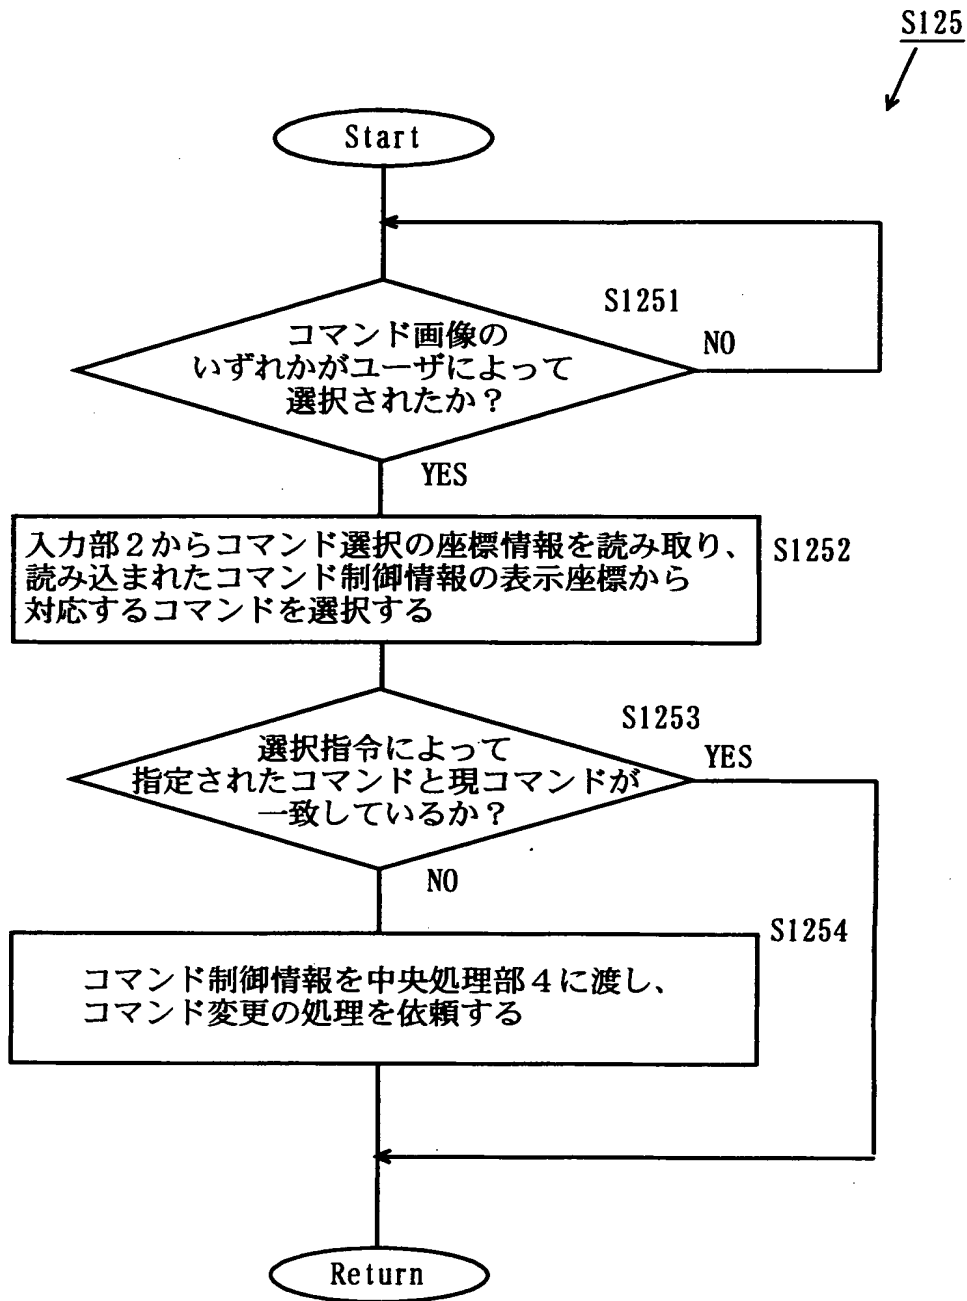 S125
Start
S1251
コマンド画像の
いずれかがユーザによって
選択されたか？
NO
YES
入力部２からコマンド選択の座標情報を読み取り、
読み込まれたコマンド制御情報の表示座標から
対応するコマンドを選択する
S1252
S1253
選択指令によって
指定されたコマンドと現コマンドが
一致しているか？
YES
NO
S1254
コマンド制御情報を中央処理部４に渡し、
コマンド変更の処理を依頼する
Return